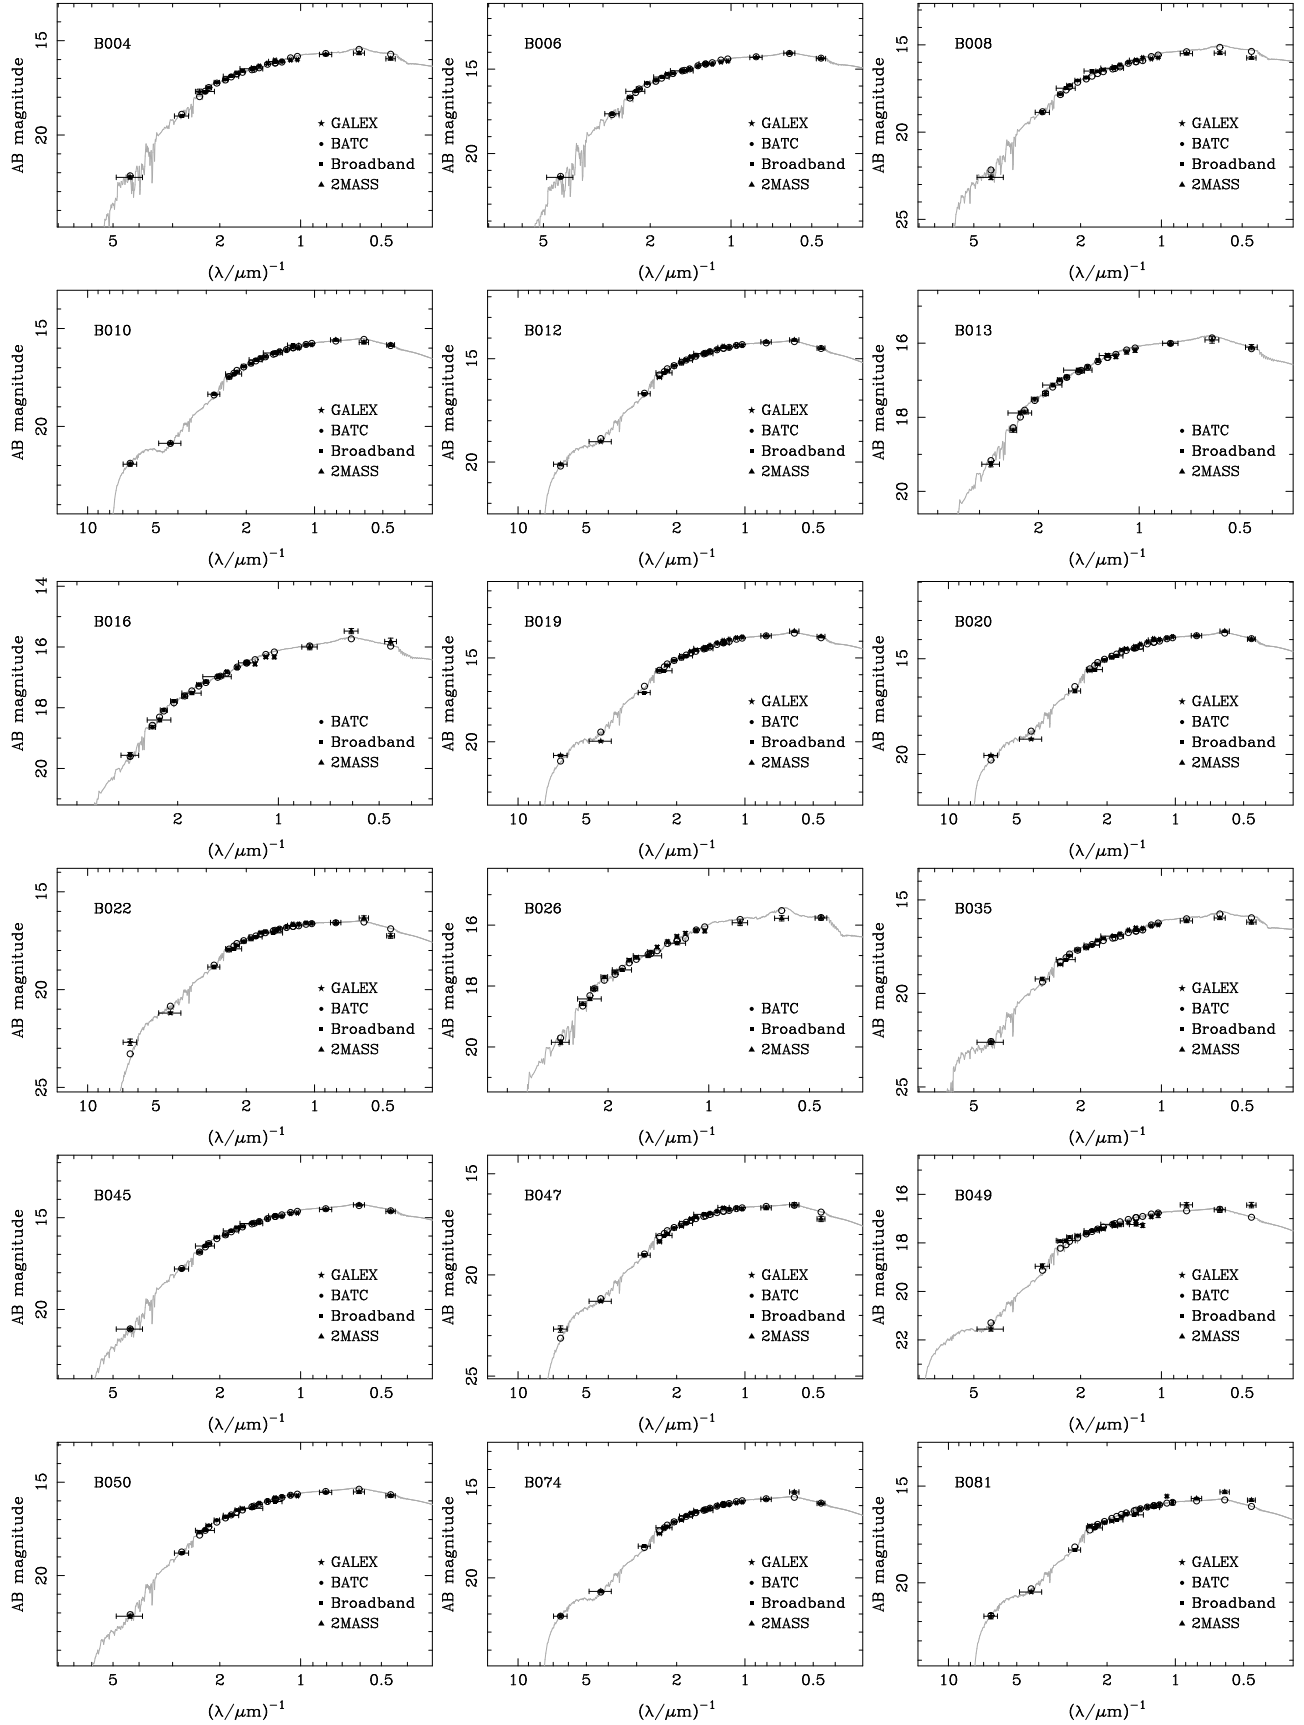 B004
AB magnitude
15
20
★ GALEX
● BATC
■ Broadband
▲ 2MASS
5 2 1 0.5
(λ/μm)⁻¹
B006
AB magnitude
15
20
★ GALEX
● BATC
■ Broadband
▲ 2MASS
5 2 1 0.5
(λ/μm)⁻¹
B008
AB magnitude
15
20
25
★ GALEX
● BATC
■ Broadband
▲ 2MASS
5 2 1 0.5
(λ/μm)⁻¹
B010
AB magnitude
15
20
★ GALEX
● BATC
■ Broadband
▲ 2MASS
10 5 2 1 0.5
(λ/μm)⁻¹
B012
AB magnitude
15
20
★ GALEX
● BATC
■ Broadband
▲ 2MASS
10 5 2 1 0.5
(λ/μm)⁻¹
B013
AB magnitude
16
18
20
● BATC
■ Broadband
▲ 2MASS
2 1 0.5
(λ/μm)⁻¹
B016
AB magnitude
14
16
18
20
● BATC
■ Broadband
▲ 2MASS
2 1 0.5
(λ/μm)⁻¹
B019
AB magnitude
15
20
★ GALEX
● BATC
■ Broadband
▲ 2MASS
10 5 2 1 0.5
(λ/μm)⁻¹
B020
AB magnitude
15
20
★ GALEX
● BATC
■ Broadband
▲ 2MASS
10 5 2 1 0.5
(λ/μm)⁻¹
B022
AB magnitude
15
20
25
★ GALEX
● BATC
■ Broadband
▲ 2MASS
10 5 2 1 0.5
(λ/μm)⁻¹
B026
AB magnitude
16
18
20
● BATC
■ Broadband
▲ 2MASS
2 1 0.5
(λ/μm)⁻¹
B035
AB magnitude
15
20
25
★ GALEX
● BATC
■ Broadband
▲ 2MASS
5 2 1 0.5
(λ/μm)⁻¹
B045
AB magnitude
15
20
★ GALEX
● BATC
■ Broadband
▲ 2MASS
5 2 1 0.5
(λ/μm)⁻¹
B047
AB magnitude
15
20
25
★ GALEX
● BATC
■ Broadband
▲ 2MASS
10 5 2 1 0.5
(λ/μm)⁻¹
B049
AB magnitude
16
18
20
22
★ GALEX
● BATC
■ Broadband
▲ 2MASS
5 2 1 0.5
(λ/μm)⁻¹
B050
AB magnitude
15
20
★ GALEX
● BATC
■ Broadband
▲ 2MASS
5 2 1 0.5
(λ/μm)⁻¹
B074
AB magnitude
15
20
★ GALEX
● BATC
■ Broadband
▲ 2MASS
10 5 2 1 0.5
(λ/μm)⁻¹
B081
AB magnitude
15
20
★ GALEX
● BATC
■ Broadband
▲ 2MASS
10 5 2 1 0.5
(λ/μm)⁻¹